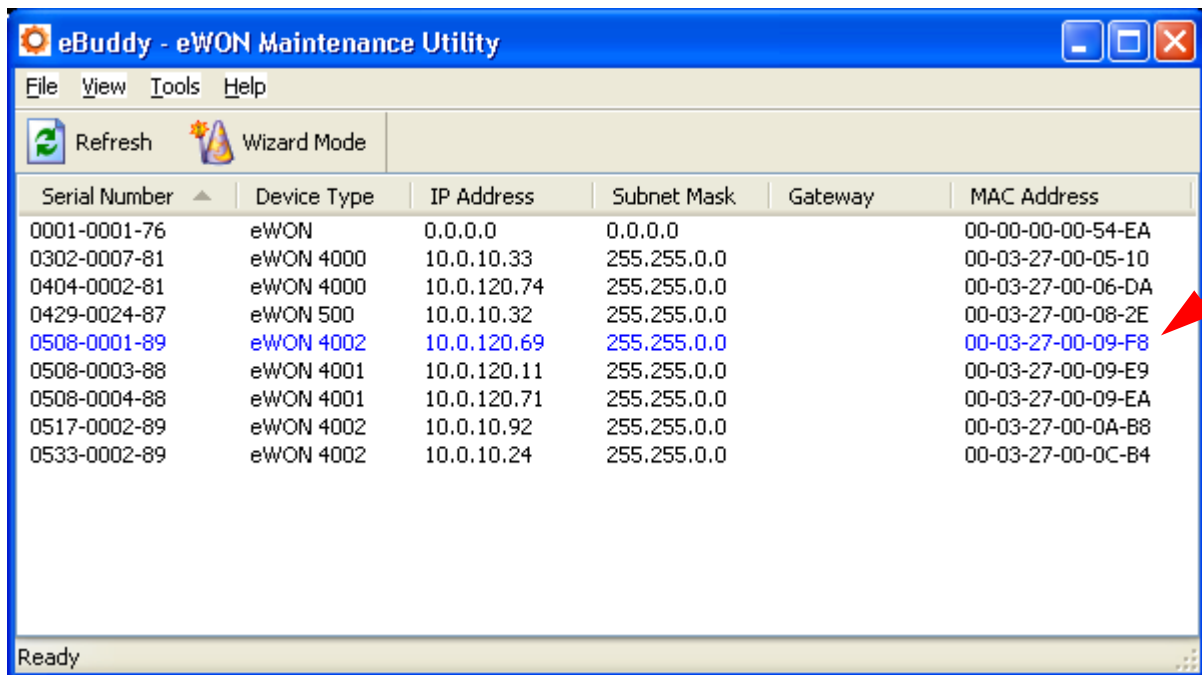 eBuddy - eWON Maintenance Utility
File View Tools Help
Refresh Wizard Mode
Serial Number Device Type IP Address Subnet Mask Gateway MAC Address
0001-0001-76 eWON 0.0.0.0 0.0.0.0 00-00-00-00-54-EA
0302-0007-81 eWON 4000 10.0.10.33 255.255.0.0 00-03-27-00-05-10
0404-0002-81 eWON 4000 10.0.120.74 255.255.0.0 00-03-27-00-06-DA
0429-0024-87 eWON 500 10.0.10.32 255.255.0.0 00-03-27-00-08-2E
0508-0001-89 eWON 4002 10.0.120.69 255.255.0.0 00-03-27-00-09-F8
0508-0003-88 eWON 4001 10.0.120.11 255.255.0.0 00-03-27-00-09-E9
0508-0004-88 eWON 4001 10.0.120.71 255.255.0.0 00-03-27-00-09-EA
0517-0002-89 eWON 4002 10.0.10.92 255.255.0.0 00-03-27-00-0A-B8
0533-0002-89 eWON 4002 10.0.10.24 255.255.0.0 00-03-27-00-0C-B4
Ready